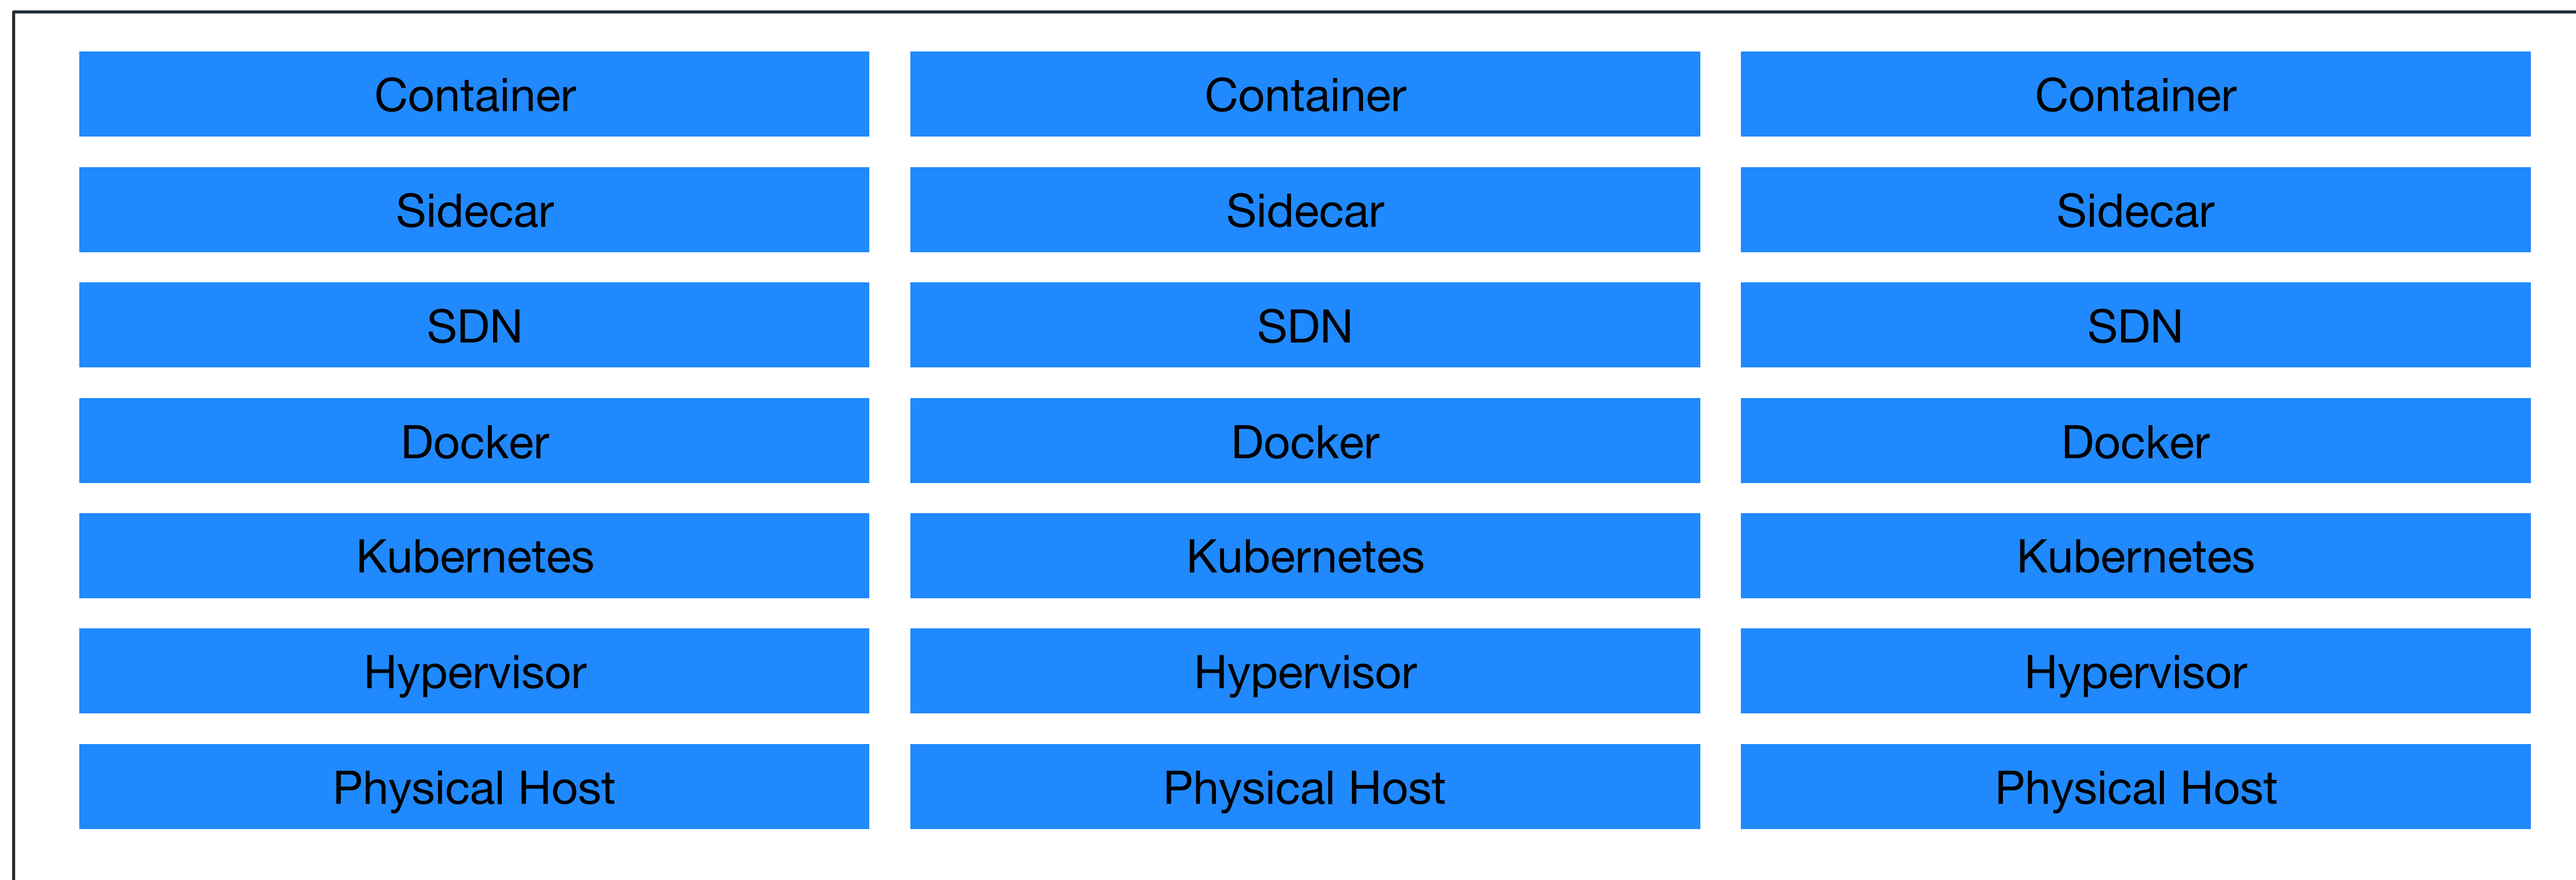 Container Container Container
Sidecar Sidecar Sidecar
SDN SDN SDN
Docker Docker Docker
Kubernetes Kubernetes Kubernetes
Hypervisor Hypervisor Hypervisor
Physical Host Physical Host Physical Host